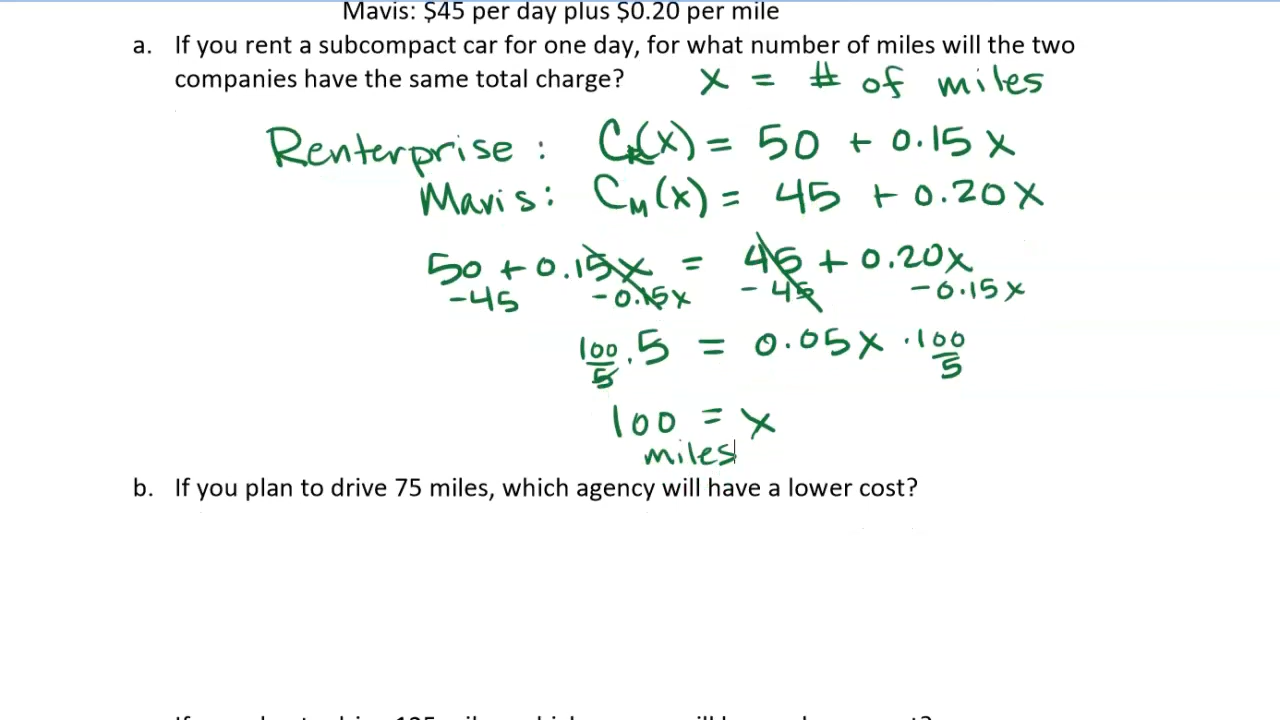 Mavis: $45 per day plus $0.20 per mile
a. If you rent a subcompact car for one day, for what number of miles will the two
companies have the same total charge? x = # of miles
Renterprise: C_R(x) = 50 + 0.15x
Mavis: C_M(x) = 45 + 0.20x
50 + 0.15x = 45 + 0.20x
-45 -0.15x -45 -0.15x
100/5 · 5 = 0.05x · 100/5
100 = x
miles
b. If you plan to drive 75 miles, which agency will have a lower cost?